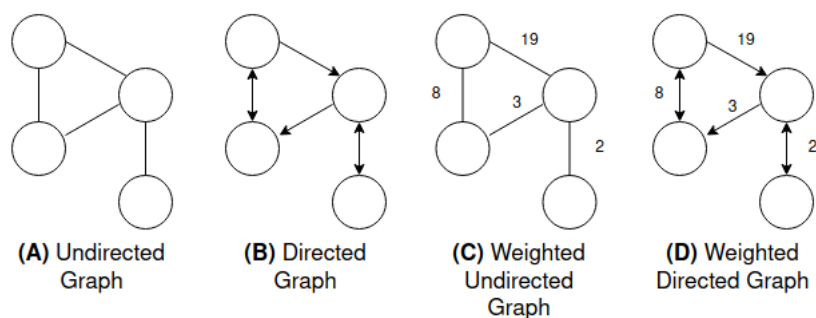 19
8
3
2
19
8
3
2
(A) Undirected
Graph
(B) Directed
Graph
(C) Weighted
Undirected
Graph
(D) Weighted
Directed Graph